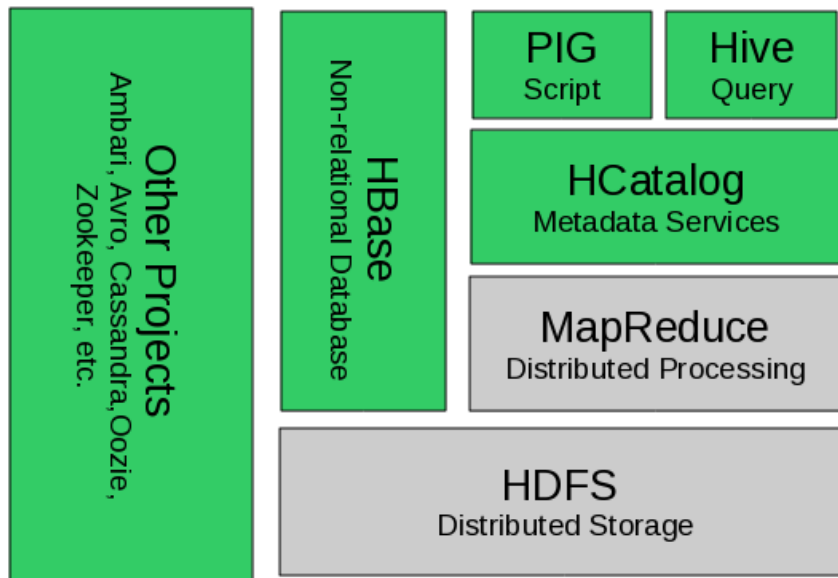 Other Projects
Ambari, Avro, Cassandra,Oozie,
Zookeeper, etc.
HBase
Non-relational Database
PIG
Script
Hive
Query
HCatalog
Metadata Services
MapReduce
Distributed Processing
HDFS
Distributed Storage